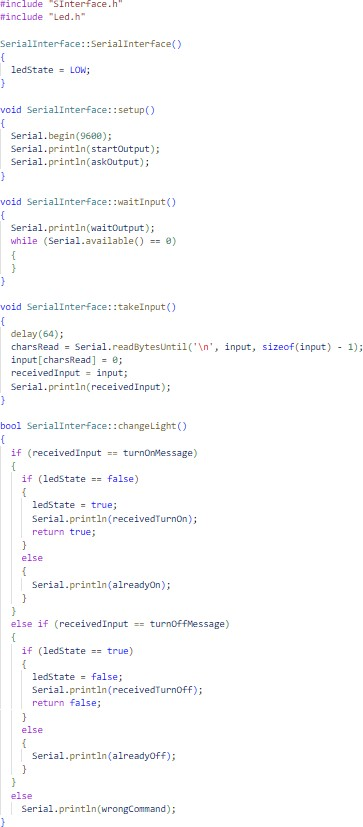 #include "SInterface.h"
#include "Led.h"

SerialInterface::SerialInterface()
{
  ledState = LOW;
}

void SerialInterface::setup()
{
  Serial.begin(9600);
  Serial.println(startOutput);
  Serial.println(askOutput);
}

void SerialInterface::waitInput()
{
  Serial.println(waitOutput);
  while (Serial.available() == 0)
  {
  }
}

void SerialInterface::takeInput()
{
  delay(64);
  charsRead = Serial.readBytesUntil('\n', input, sizeof(input) - 1);
  input[charsRead] = 0;
  receivedInput = input;
  Serial.println(receivedInput);
}

bool SerialInterface::changeLight()
{
  if (receivedInput == turnOnMessage)
  {
    if (ledState == false)
    {
      ledState = true;
      Serial.println(receivedTurnOn);
      return true;
    }
    else
    {
      Serial.println(alreadyOn);
    }
  }
  else if (receivedInput == turnOffMessage)
  {
    if (ledState == true)
    {
      ledState = false;
      Serial.println(receivedTurnOff);
      return false;
    }
    else
    {
      Serial.println(alreadyOff);
    }
  }
  else
    Serial.println(wrongCommand);
}